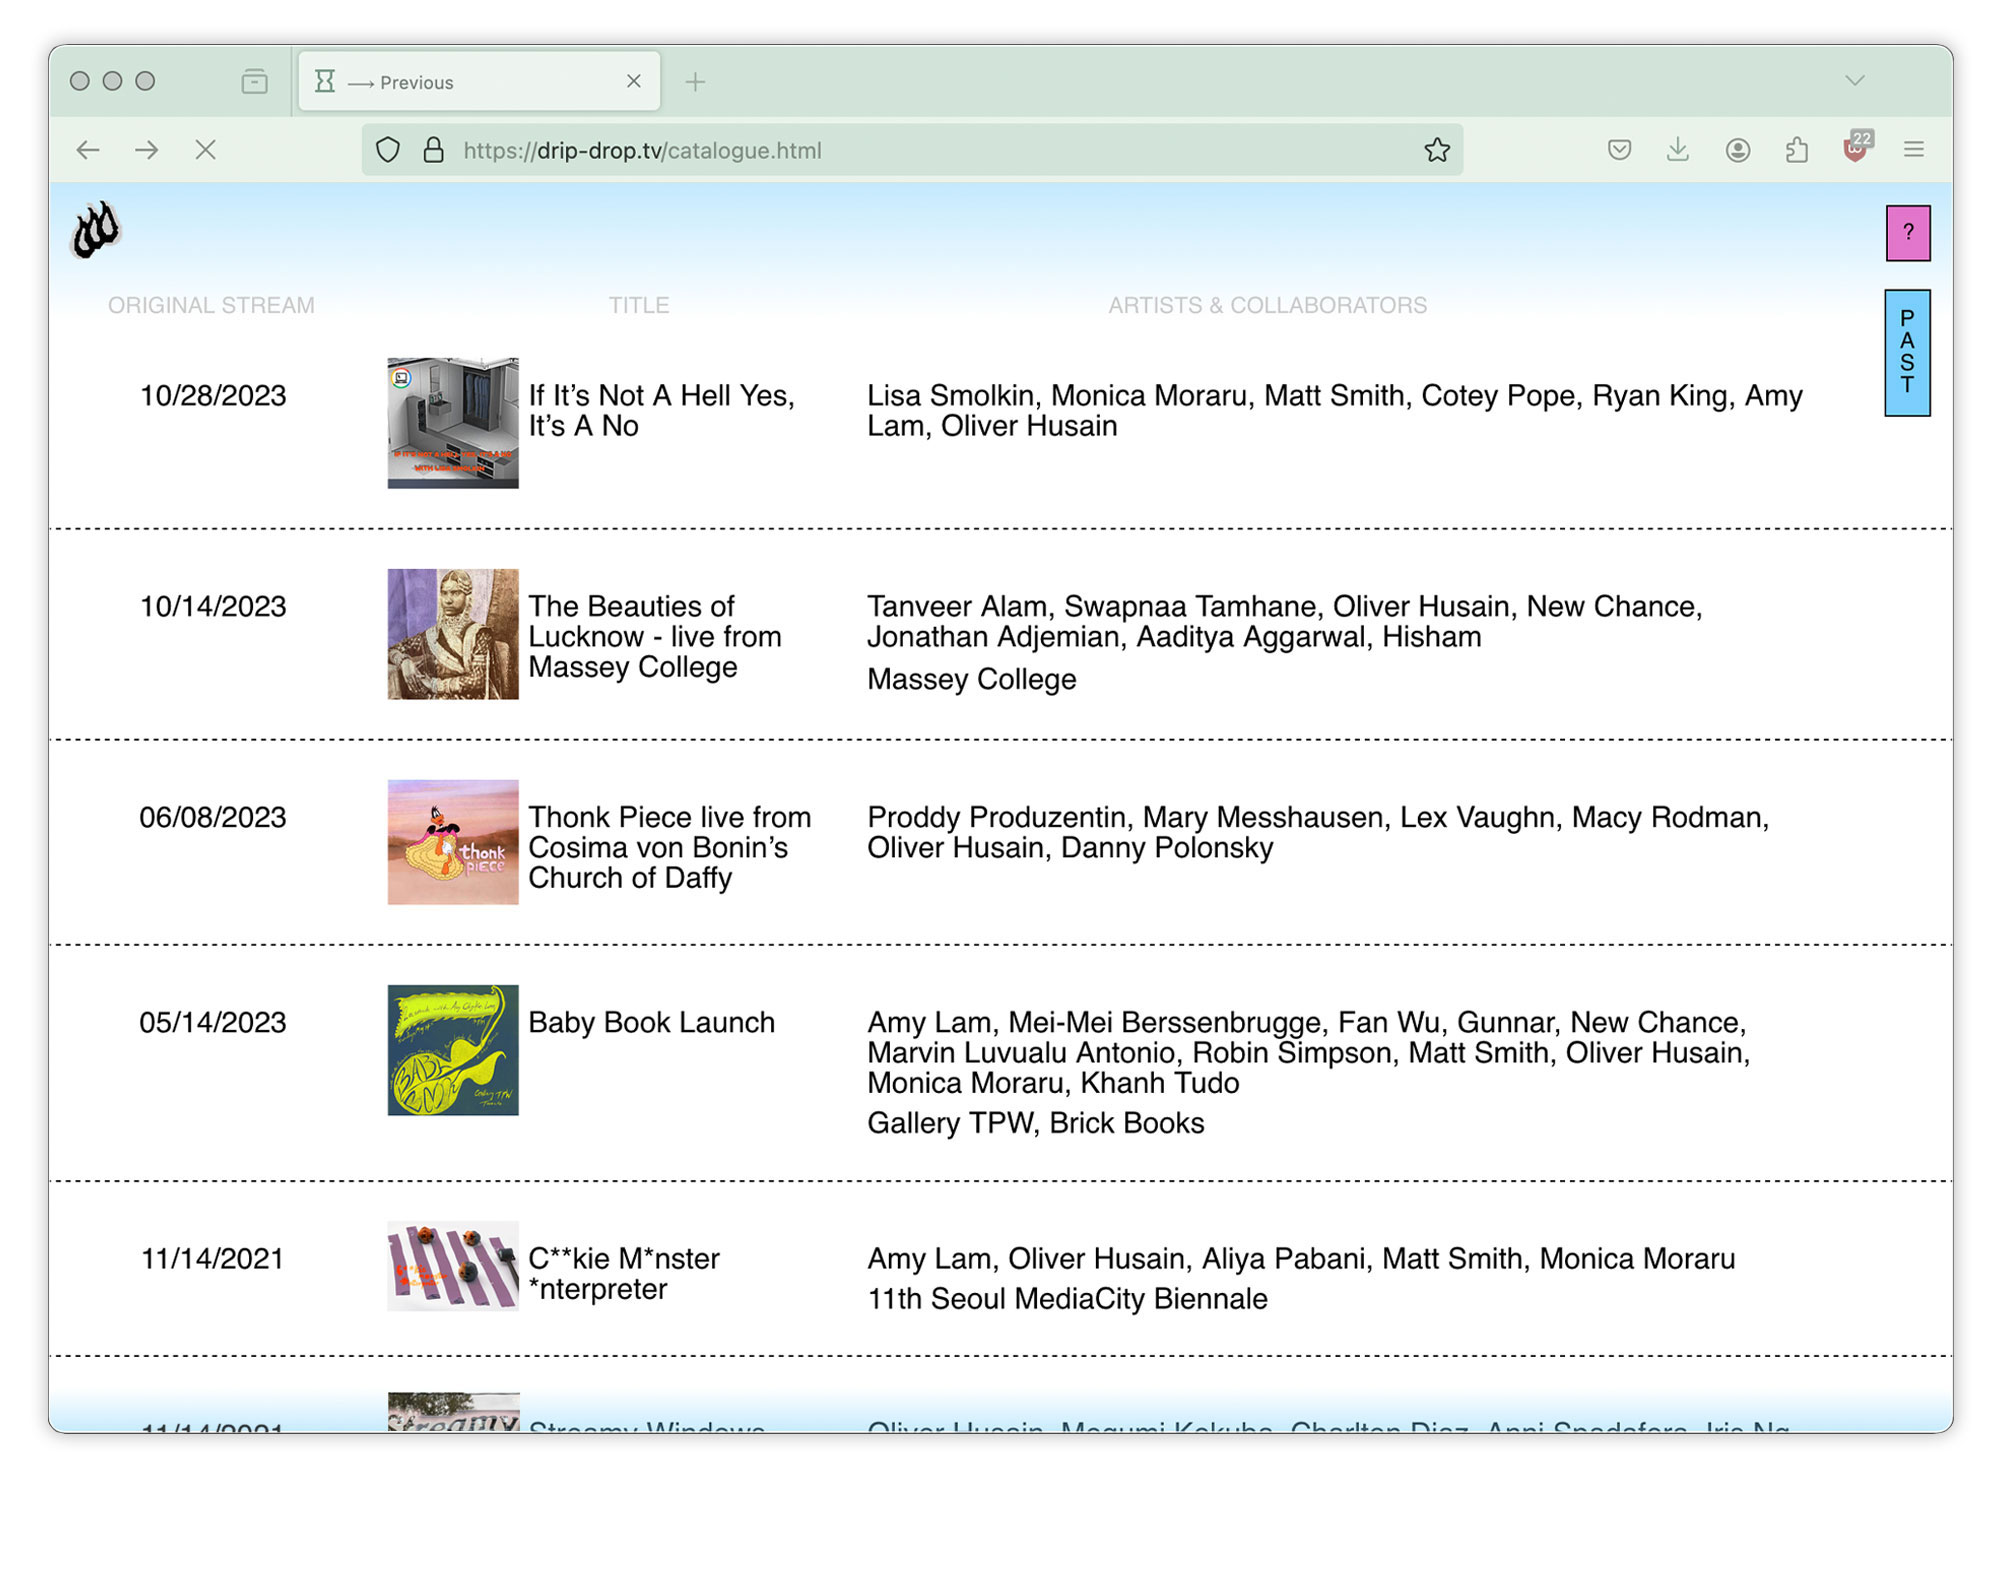 ⟶ Previous
https://drip-drop.tv/catalogue.html
22
?
ORIGINAL STREAM TITLE ARTISTS & COLLABORATORS
PAST
10/28/2023
If It’s Not A Hell Yes,
It’s A No
Lisa Smolkin, Monica Moraru, Matt Smith, Cotey Pope, Ryan King, Amy
Lam, Oliver Husain
10/14/2023
The Beauties of
Lucknow - live from
Massey College
Tanveer Alam, Swapnaa Tamhane, Oliver Husain, New Chance,
Jonathan Adjemian, Aaditya Aggarwal, Hisham
Massey College
06/08/2023
thonk
piece
Thonk Piece live from
Cosima von Bonin’s
Church of Daffy
Proddy Produzentin, Mary Messhausen, Lex Vaughn, Macy Rodman,
Oliver Husain, Danny Polonsky
05/14/2023
Baby Book Launch
Amy Lam, Mei-Mei Berssenbrugge, Fan Wu, Gunnar, New Chance,
Marvin Luvualu Antonio, Robin Simpson, Matt Smith, Oliver Husain,
Monica Moraru, Khanh Tudo
Gallery TPW, Brick Books
11/14/2021
C**kie M*nster
*nterpreter
Amy Lam, Oliver Husain, Aliya Pabani, Matt Smith, Monica Moraru
11th Seoul MediaCity Biennale
11/14/2021
Streamy
Streamy Windows
Oliver Husain, Megumi Kokuba, Charlton Diaz, Anni Spadafora, Iris Ng